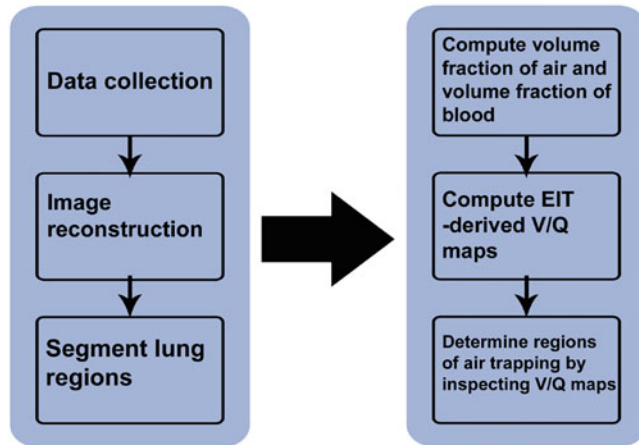 Data collection
Image
reconstruction
Segment lung
regions
Compute volume
fraction of air and
volume fraction of
blood
Compute EIT
-derived V/Q
maps
Determine regions
of air trapping by
inspecting V/Q maps